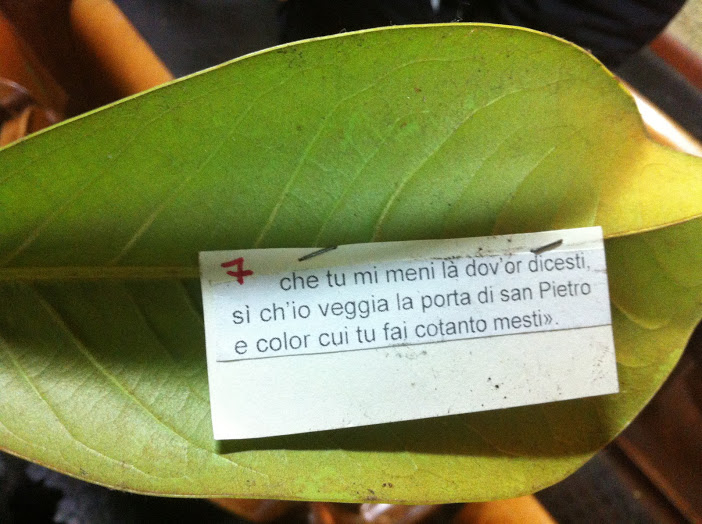 7 che tu mi meni là dov'or dicesti,
sì ch'io veggia la porta di san Pietro
e color cui tu fai cotanto mesti».